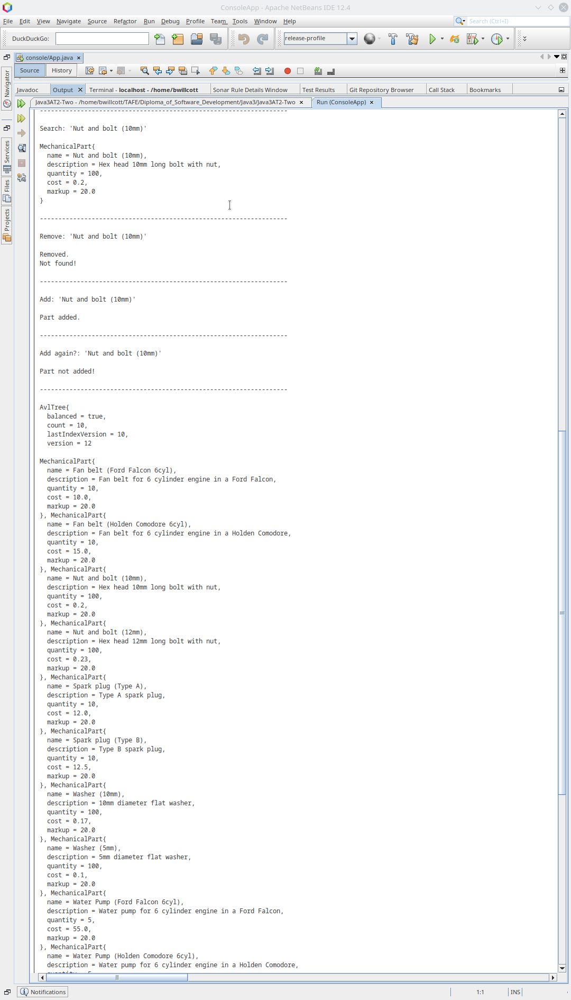 ConsoleApp - Apache NetBeans IDE 12.4
File Edit View Navigate Source Refactor Run Debug Profile Team Tools Window Help
Search (Ctrl+I)
DuckDuckGo:
release-profile
console/App.java
Source History
Javadoc Output Terminal - localhost - /home/bwillcott Sonar Rule Details Window Test Results Git Repository Browser Call Stack Bookmarks
Java3AT2-Two - /home/bwillcott/TAFE/Diploma_of_Software_Development/Java3/Java3AT2-Two Run (ConsoleApp)
Navigator
Services
Files
Projects
-------------------------------------------------------------------
Search: 'Nut and bolt (10mm)'
MechanicalPart{
name = Nut and bolt (10mm),
description = Hex head 10mm long bolt with nut,
quantity = 100,
cost = 0.2,
markup = 20.0
}
-------------------------------------------------------------------
Remove: 'Nut and bolt (10mm)'
Removed.
Not found!
-------------------------------------------------------------------
Add: 'Nut and bolt (10mm)'
Part added.
-------------------------------------------------------------------
Add again?: 'Nut and bolt (10mm)'
Part not added!
-------------------------------------------------------------------
AvlTree{
balanced = true,
count = 10,
lastIndexVersion = 10,
version = 12
MechanicalPart{
name = Fan belt (Ford Falcon 6cyl),
description = Fan belt for 6 cylinder engine in a Ford Falcon,
quantity = 10,
cost = 10.0,
markup = 20.0
}, MechanicalPart{
name = Fan belt (Holden Comodore 6cyl),
description = Fan belt for 6 cylinder engine in a Holden Comodore,
quantity = 10,
cost = 15.0,
markup = 20.0
}, MechanicalPart{
name = Nut and bolt (10mm),
description = Hex head 10mm long bolt with nut,
quantity = 100,
cost = 0.2,
markup = 20.0
}, MechanicalPart{
name = Nut and bolt (12mm),
description = Hex head 12mm long bolt with nut,
quantity = 100,
cost = 0.23,
markup = 20.0
}, MechanicalPart{
name = Spark plug (Type A),
description = Type A spark plug,
quantity = 10,
cost = 12.0,
markup = 20.0
}, MechanicalPart{
name = Spark plug (Type B),
description = Type B spark plug,
quantity = 10,
cost = 12.5,
markup = 20.0
}, MechanicalPart{
name = Washer (10mm),
description = 10mm diameter flat washer,
quantity = 100,
cost = 0.17,
markup = 20.0
}, MechanicalPart{
name = Washer (5mm),
description = 5mm diameter flat washer,
quantity = 100,
cost = 0.1,
markup = 20.0
}, MechanicalPart{
name = Water Pump (Ford Falcon 6cyl),
description = Water pump for 6 cylinder engine in a Ford Falcon,
quantity = 5,
cost = 55.0,
markup = 20.0
}, MechanicalPart{
name = Water Pump (Holden Comodore 6cyl),
description = Water pump for 6 cylinder engine in a Holden Comodore,
Notifications
1:1 INS